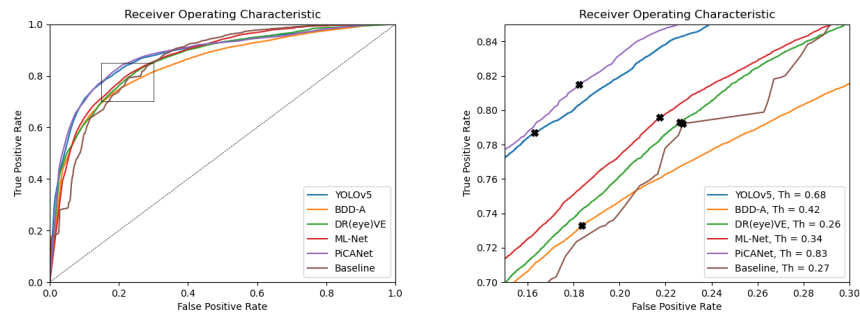 Receiver Operating Characteristic
1.0
0.8
0.6
0.4
0.2
0.0
True Positive Rate
0.0 0.2 0.4 0.6 0.8 1.0
False Positive Rate
YOLOv5
BDD-A
DR(eye)VE
ML-Net
PiCANet
Baseline
Receiver Operating Characteristic
0.84
0.82
0.80
0.78
0.76
0.74
0.72
0.70
True Positive Rate
0.16 0.18 0.20 0.22 0.24 0.26 0.28 0.30
False Positive Rate
YOLOv5, Th = 0.68
BDD-A, Th = 0.42
DR(eye)VE, Th = 0.26
ML-Net, Th = 0.34
PiCANet, Th = 0.83
Baseline, Th = 0.27